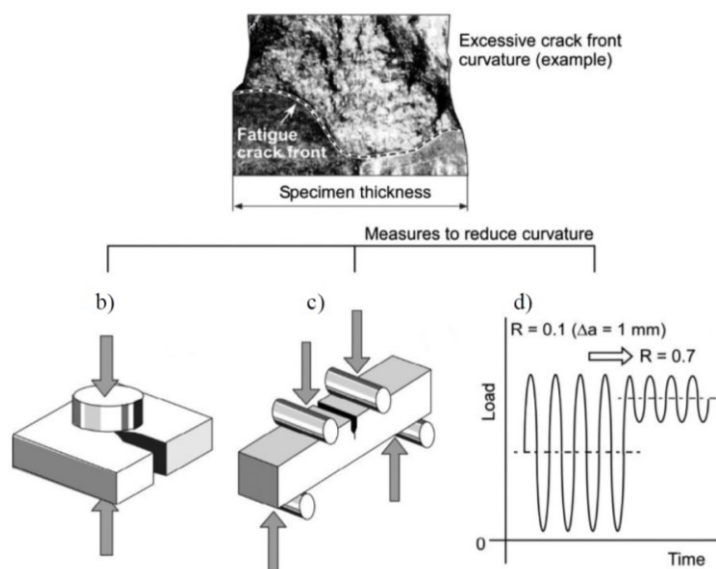 Excessive crack front
curvature (example)
Fatigue
crack front
Specimen thickness
Measures to reduce curvature
b)
c)
d)
R = 0.1 (Δa = 1 mm)
R = 0.7
Load
0
Time